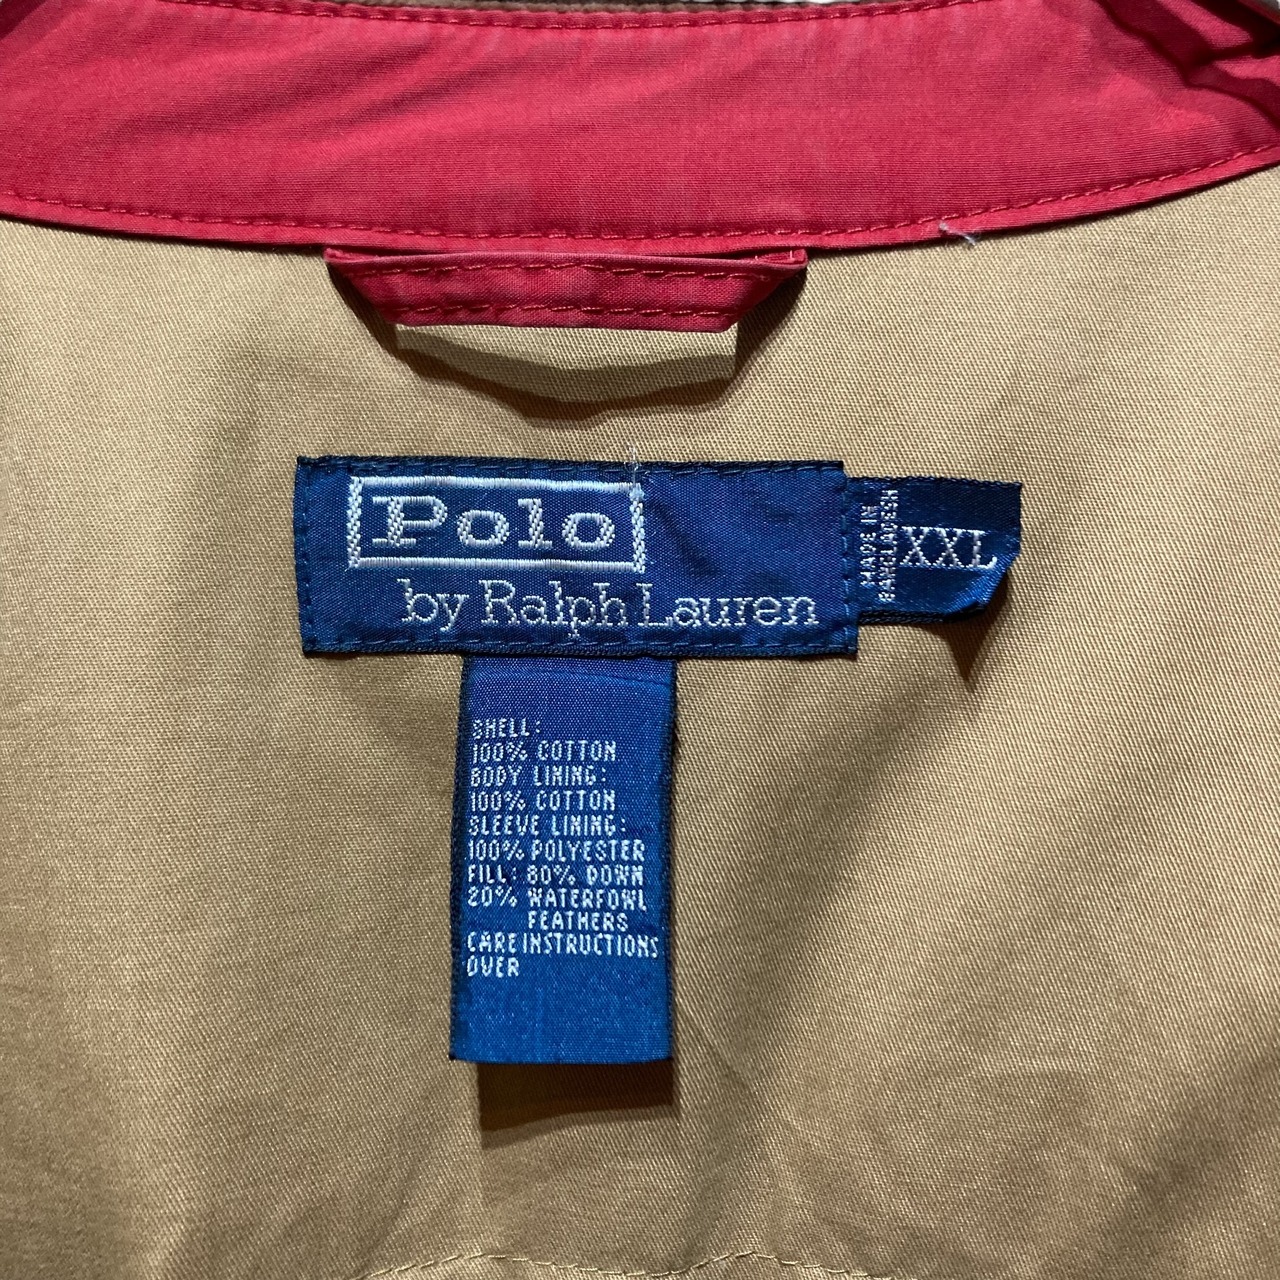 Polo
by Ralph Lauren
MADE IN
BANGLADESH
XXL
SHELL:
100% COTTON
BODY LINING:
100% COTTON
SLEEVE LINING:
100% POLYESTER
FILL: 80% DOWN
20% WATERFOWL
FEATHERS
CARE INSTRUCTIONS
OVER